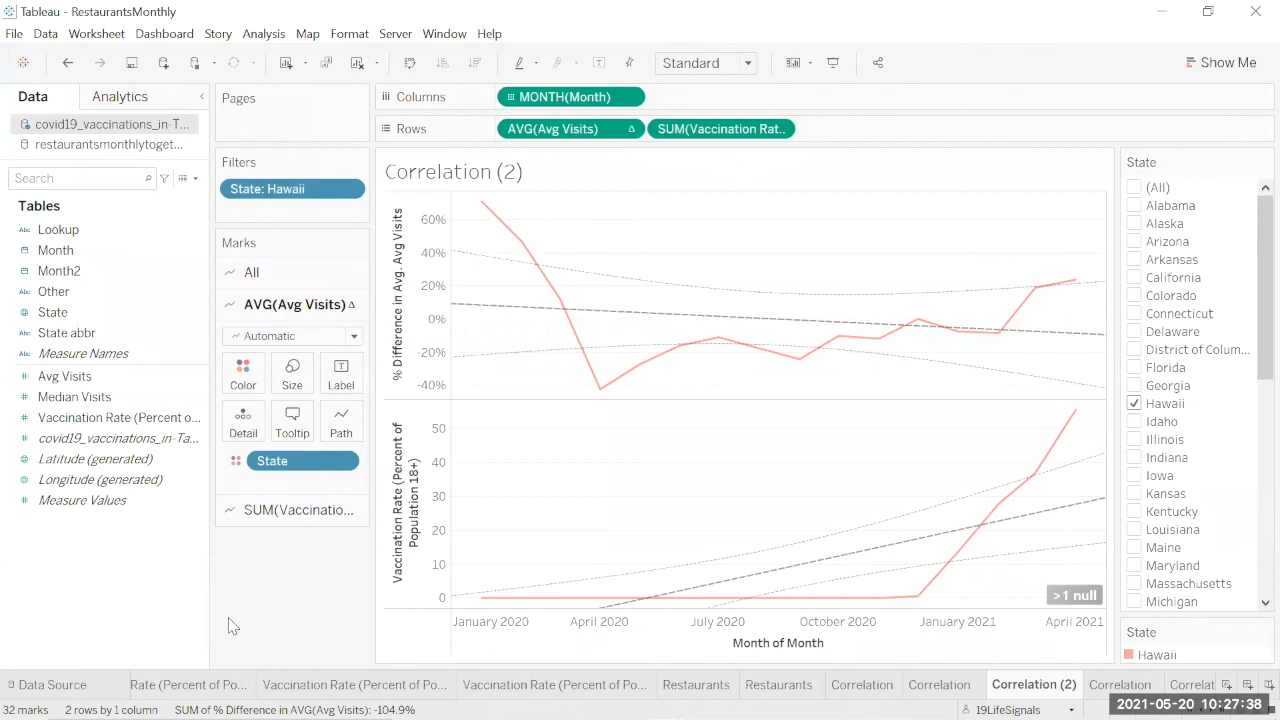 Tableau - RestaurantsMonthly
File Data Worksheet Dashboard Story Analysis Map Format Server Window Help
Standard
Show Me
Data Analytics
covid19_vaccinations_in-T...
restaurantsmonthlytoget...
Search
Tables
Lookup
Month
Month2
Other
State
State abbr
Measure Names
Avg Visits
Median Visits
Vaccination Rate (Percent o...
covid19_vaccinations_in-Ta...
Latitude (generated)
Longitude (generated)
Measure Values
Pages
Filters
State: Hawaii
Marks
All
AVG(Avg Visits) Δ
Automatic
Color Size Label
Detail Tooltip Path
State
SUM(Vaccinatio...
Columns MONTH(Month)
Rows AVG(Avg Visits) Δ SUM(Vaccination Rat..
Correlation (2)
% Difference in Avg. Avg Visits
60%
40%
20%
0%
-20%
-40%
Vaccination Rate (Percent of
Population 18+)
50
40
30
20
10
0
>1 null
January 2020 April 2020 July 2020 October 2020 January 2021 April 2021
Month of Month
State
(All)
Alabama
Alaska
Arizona
Arkansas
California
Colorado
Connecticut
Delaware
District of Colum...
Florida
Georgia
Hawaii
Idaho
Illinois
Indiana
Iowa
Kansas
Kentucky
Louisiana
Maine
Maryland
Massachusetts
Michigan
State
Hawaii
Data Source Rate (Percent of Po... Vaccination Rate (Percent of Po... Vaccination Rate (Percent of Po... Restaurants Restaurants Correlation Correlation Correlation (2) Correlation Correlat
32 marks 2 rows by 1 column SUM of % Difference in AVG(Avg Visits): -104.9% 19LifeSignals
2021-05-20 10:27:38